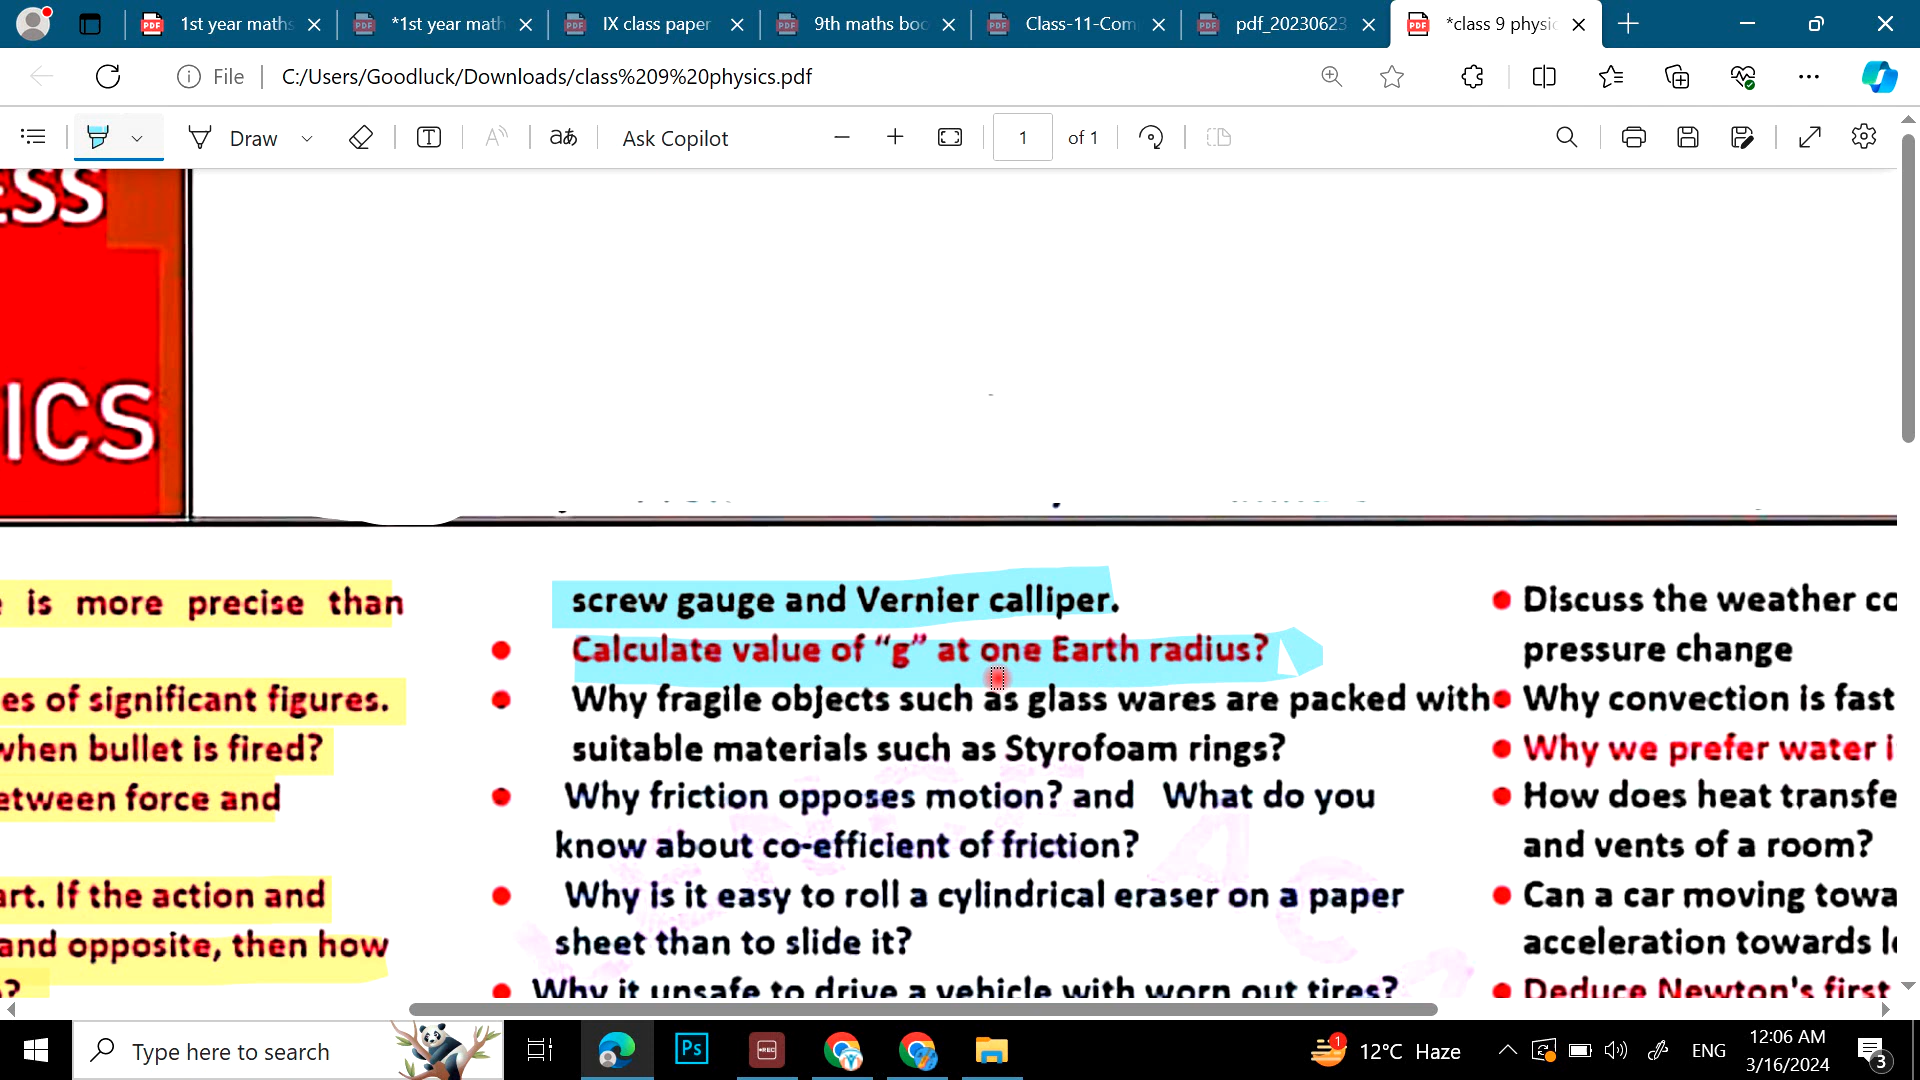 1st year maths
*1st year math
IX class paper
9th maths boo
Class-11-Com
pdf_20230623
*class 9 physic
File
C:/Users/Goodluck/Downloads/class%209%20physics.pdf
Draw
aあ
Ask Copilot
1
of 1
ESS
ICS
is more precise than
es of significant figures.
when bullet is fired?
etween force and
art. If the action and
and opposite, then how
?
screw gauge and Vernier calliper.
Calculate value of “g” at one Earth radius?
Why fragile objects such as glass wares are packed with
suitable materials such as Styrofoam rings?
Why friction opposes motion? and What do you
know about co-efficient of friction?
Why is it easy to roll a cylindrical eraser on a paper
sheet than to slide it?
Why it unsafe to drive a vehicle with worn out tires?
Discuss the weather co
pressure change
Why convection is fast
Why we prefer water i
How does heat transfe
and vents of a room?
Can a car moving towa
acceleration towards l
Deduce Newton's first
Type here to search
Ps
REC
1
12°C Haze
ENG
12:06 AM
3/16/2024
3